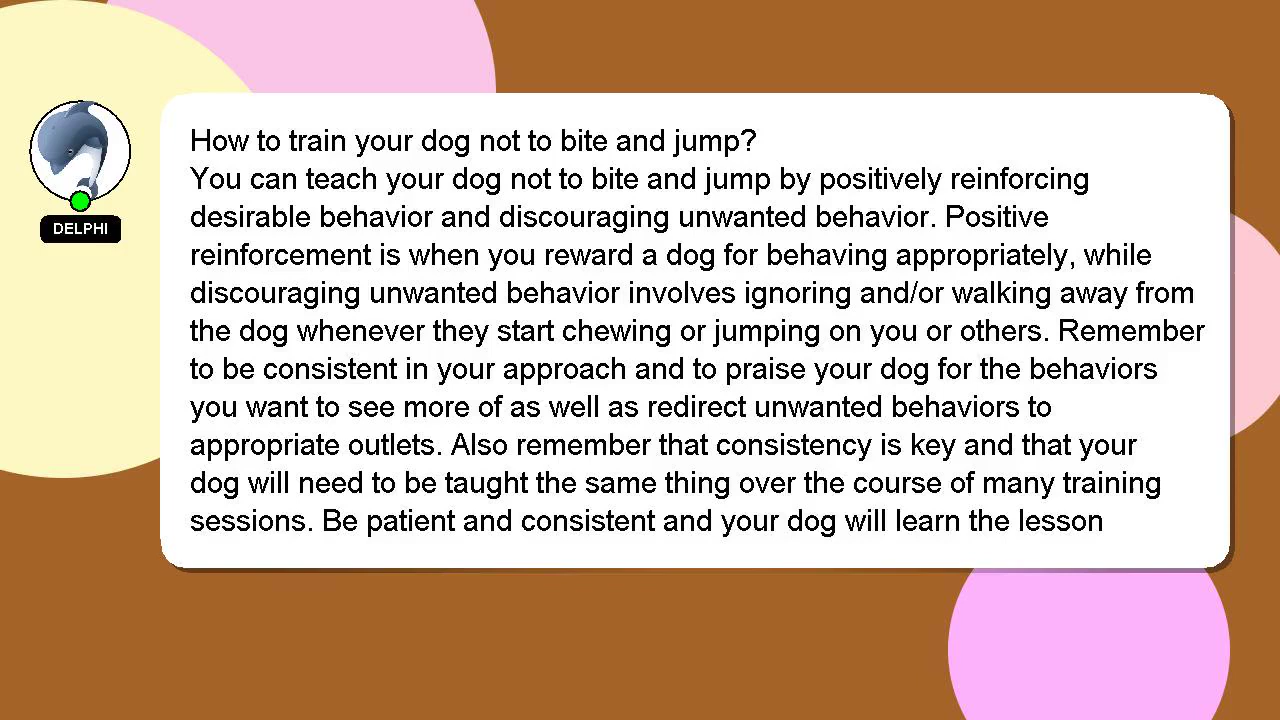 How to train your dog not to bite and jump?
You can teach your dog not to bite and jump by positively reinforcing
desirable behavior and discouraging unwanted behavior. Positive
reinforcement is when you reward a dog for behaving appropriately, while
discouraging unwanted behavior involves ignoring and/or walking away from
the dog whenever they start chewing or jumping on you or others. Remember
to be consistent in your approach and to praise your dog for the behaviors
you want to see more of as well as redirect unwanted behaviors to
appropriate outlets. Also remember that consistency is key and that your
dog will need to be taught the same thing over the course of many training
sessions. Be patient and consistent and your dog will learn the lesson
DELPHI